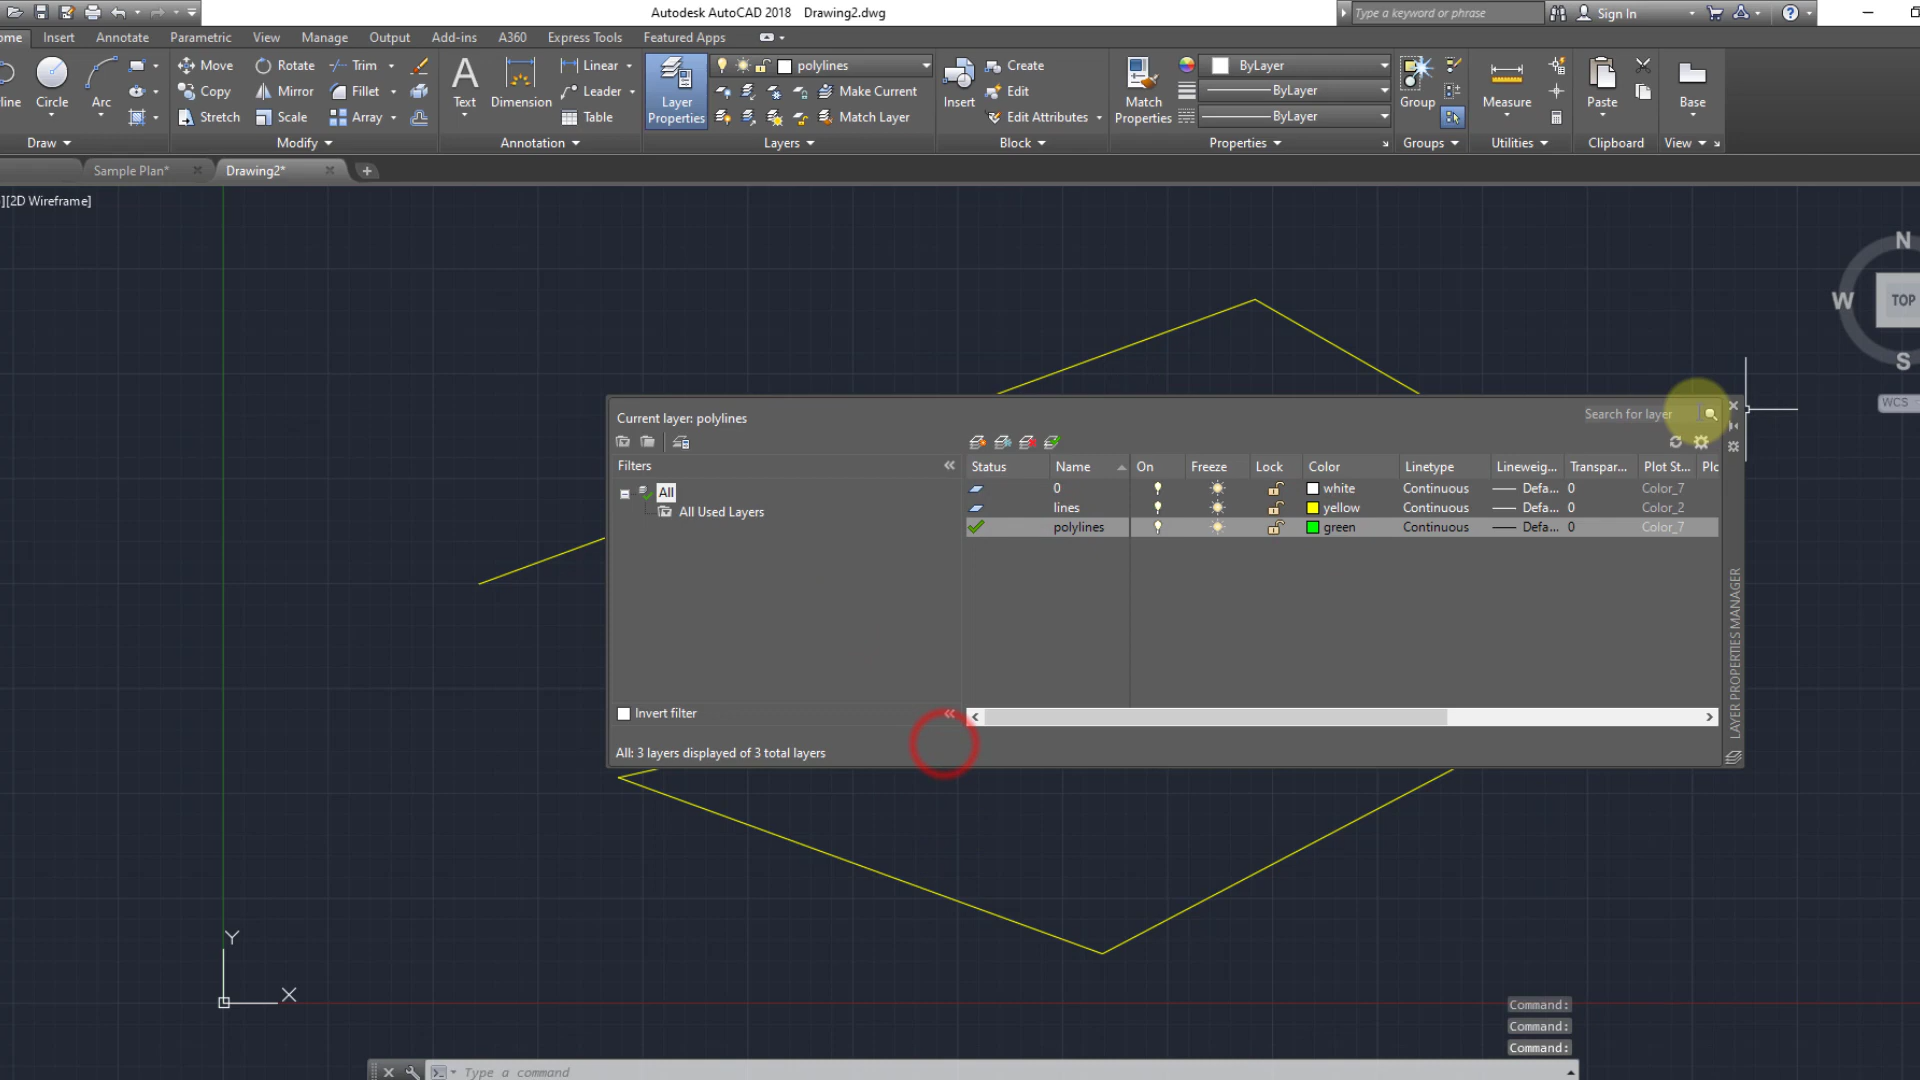 Autodesk AutoCAD 2018 Drawing2.dwg
Type a keyword or phrase
Sign In
Insert Annotate Parametric View Manage Output Add-ins A360 Express Tools Featured Apps
Move Rotate Trim
Copy Mirror Fillet
Stretch Scale Array
Circle Arc
Text Dimension
Linear
Leader
Table
Layer
Properties
polylines
Make Current
Match Layer
Insert
Create
Edit
Edit Attributes
Match
Properties
ByLayer
ByLayer
ByLayer
Group Measure Paste Base
Draw Modify Annotation Layers Block Properties Groups Utilities Clipboard View
Sample Plan* Drawing2*
][2D Wireframe]
N
W TOP
S
WCS
Current layer: polylines
Search for layer
Filters
All
All Used Layers
Status Name On Freeze Lock Color Linetype Lineweig... Transpar... Plot St... Plc
0 white Continuous Defa... 0 Color_7
lines yellow Continuous Defa... 0 Color_2
polylines green Continuous Defa... 0 Color_7
LAYER PROPERTIES MANAGER
Invert filter
All: 3 layers displayed of 3 total layers
Y
X
Command:
Command:
Command:
Type a command